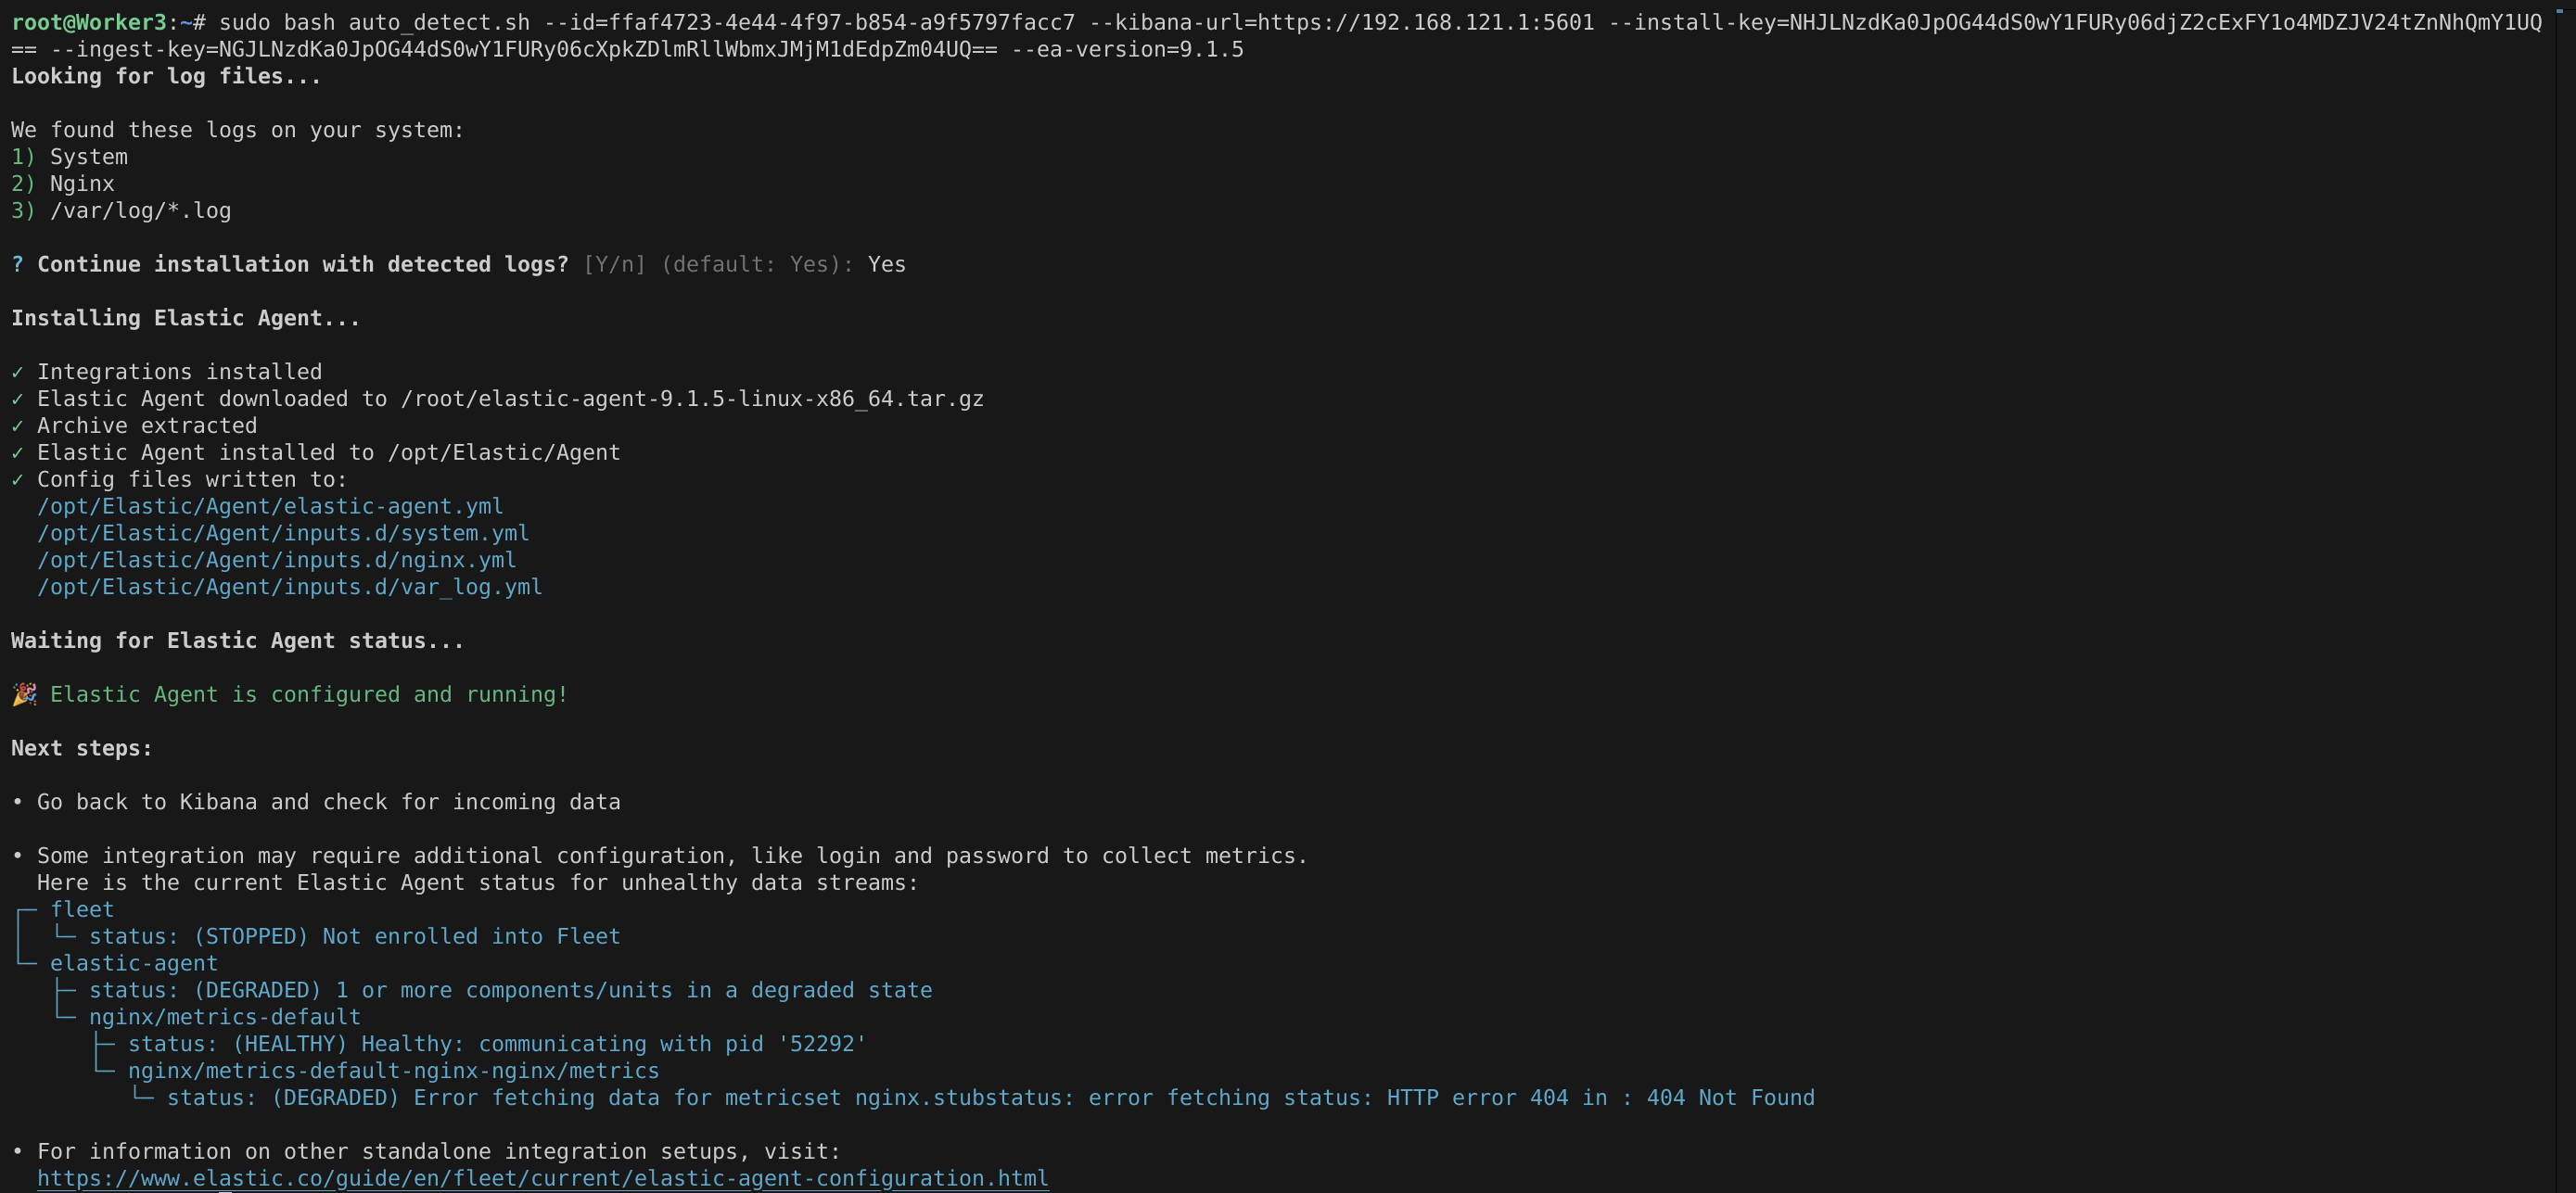 root@Worker3:~# sudo bash auto_detect.sh --id=ffaf4723-4e44-4f97-b854-a9f5797facc7 --kibana-url=https://192.168.121.1:5601 --install-key=NHJLNzdKa0JpOG44dS0wY1FURy06djZ2cExFY1o4MDZJV24tZnNhQmY1UQ
== --ingest-key=NGJLNzdKa0JpOG44dS0wY1FURy06cXpkZDlmRllWbmxJMjM1dEdpZm04UQ== --ea-version=9.1.5
Looking for log files...
We found these logs on your system:
1) System
2) Nginx
3) /var/log/*.log
? Continue installation with detected logs? [Y/n] (default: Yes): Yes
Installing Elastic Agent...
✓ Integrations installed
✓ Elastic Agent downloaded to /root/elastic-agent-9.1.5-linux-x86_64.tar.gz
✓ Archive extracted
✓ Elastic Agent installed to /opt/Elastic/Agent
✓ Config files written to:
/opt/Elastic/Agent/elastic-agent.yml
/opt/Elastic/Agent/inputs.d/system.yml
/opt/Elastic/Agent/inputs.d/nginx.yml
/opt/Elastic/Agent/inputs.d/var_log.yml
Waiting for Elastic Agent status...
🎉 Elastic Agent is configured and running!
Next steps:
• Go back to Kibana and check for incoming data
• Some integration may require additional configuration, like login and password to collect metrics.
Here is the current Elastic Agent status for unhealthy data streams:
┌─ fleet
│  └─ status: (STOPPED) Not enrolled into Fleet
└─ elastic-agent
   ├─ status: (DEGRADED) 1 or more components/units in a degraded state
   └─ nginx/metrics-default
      ├─ status: (HEALTHY) Healthy: communicating with pid '52292'
      └─ nginx/metrics-default-nginx-nginx/metrics
         └─ status: (DEGRADED) Error fetching data for metricset nginx.stubstatus: error fetching status: HTTP error 404 in : 404 Not Found
• For information on other standalone integration setups, visit:
https://www.elastic.co/guide/en/fleet/current/elastic-agent-configuration.html